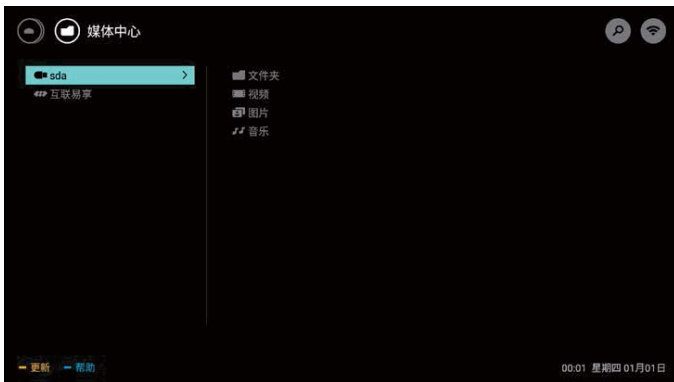 媒体中心
sda
互联易享
文件夹
视频
图片
音乐
更新 帮助
00:01 星期四 01月01日